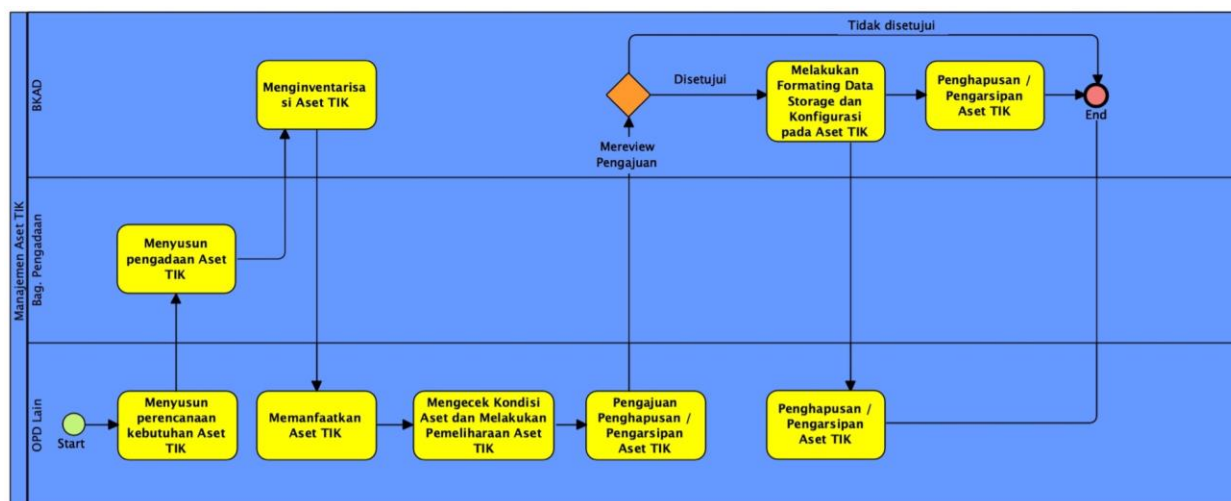 Manajemen Aset TIK
BKAD
Menginventarisa
si Aset TIK
Mereview
Pengajuan
Disetujui
Tidak disetujui
Melakukan
Formating Data
Storage dan
Konfigurasi
pada Aset TIK
Penghapusan /
Pengarsipan
Aset TIK
End
Bag. Pengadaan
Menyusun
pengadaan Aset
TIK
OPD Lain
Start
Menyusun
perencanaan
kebutuhan Aset
TIK
Memanfaatkan
Aset TIK
Mengecek Kondisi
Aset dan Melakukan
Pemeliharaan Aset
TIK
Pengajuan
Penghapusan /
Pengarsipan
Aset TIK
Penghapusan /
Pengarsipan
Aset TIK